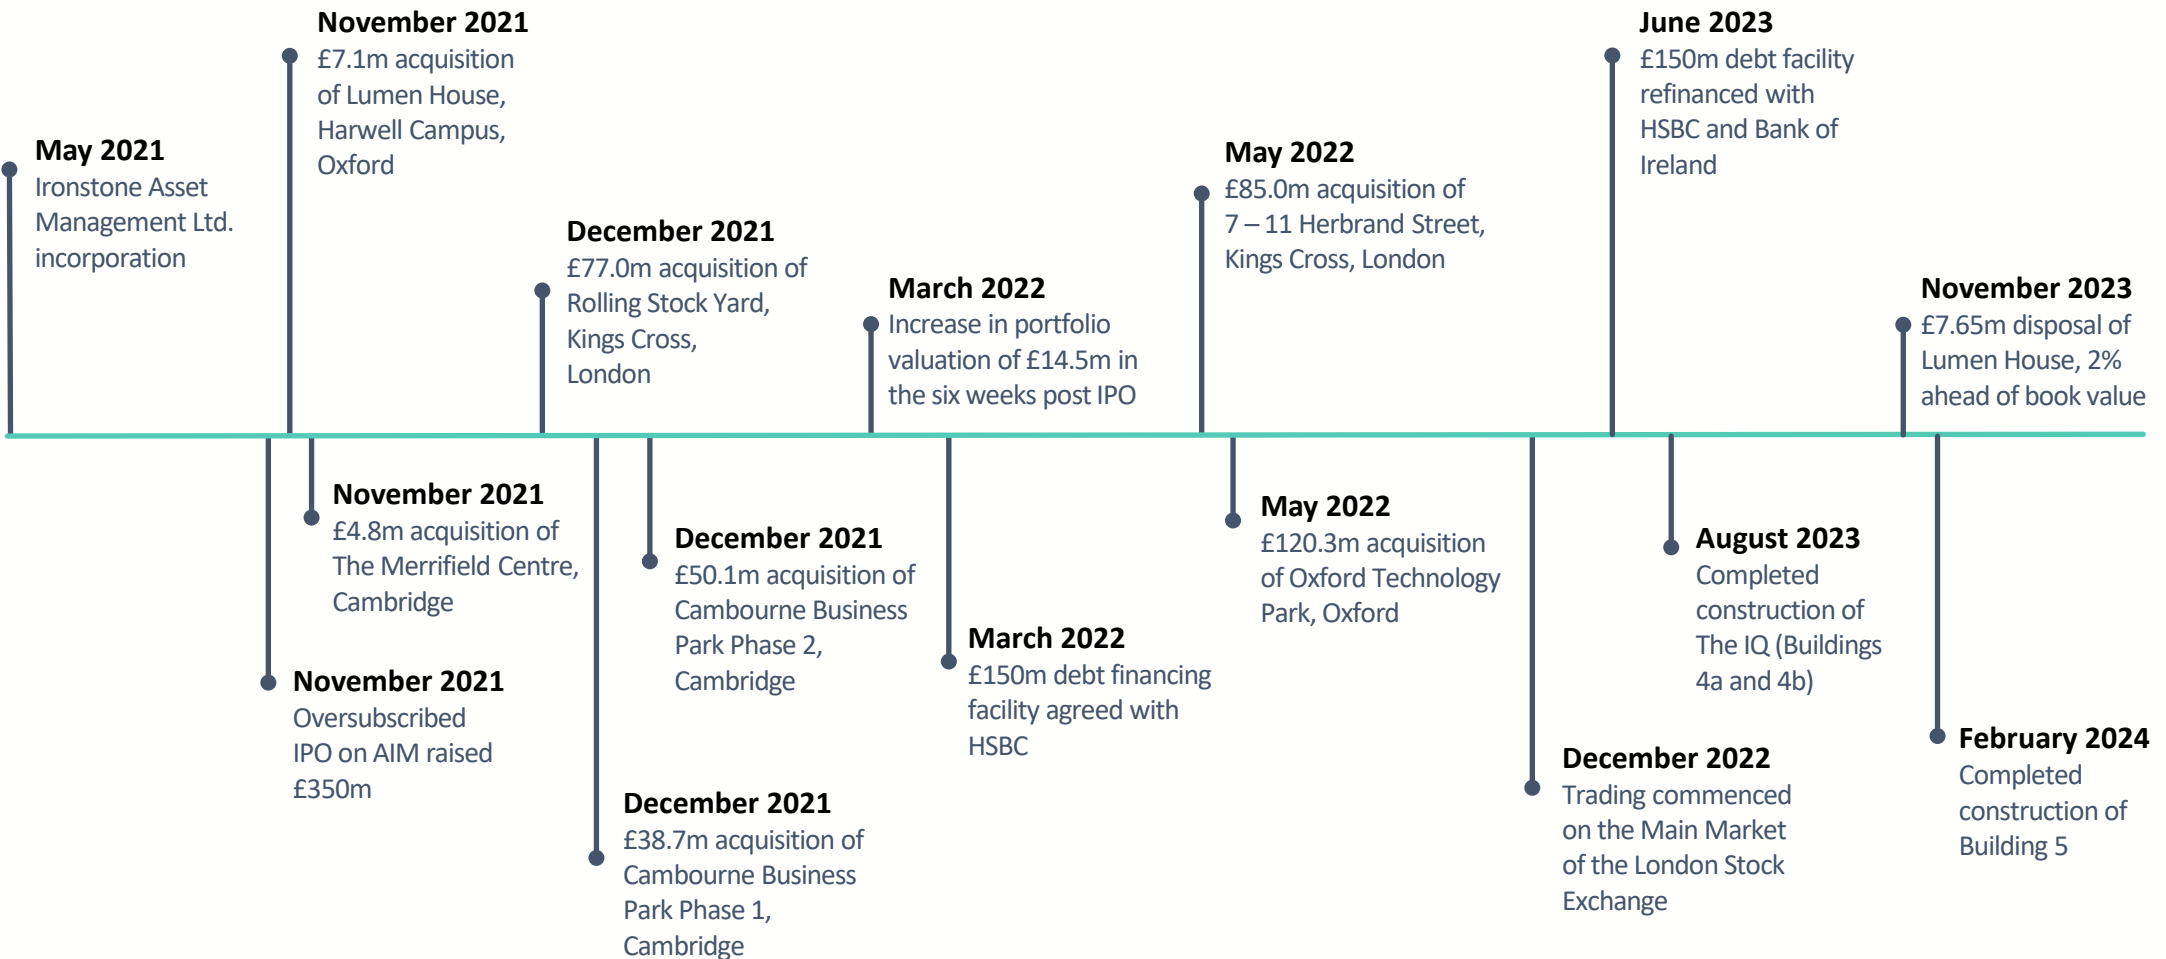 May 2021
Ironstone Asset
Management Ltd.
incorporation
November 2021
Oversubscribed
IPO on AIM raised
£350m
November 2021
£7.1m acquisition
of Lumen House,
Harwell Campus,
Oxford
November 2021
£4.8m acquisition of
The Merrifield Centre,
Cambridge
December 2021
£77.0m acquisition of
Rolling Stock Yard,
Kings Cross,
London
December 2021
£38.7m acquisition of
Cambourne Business
Park Phase 1,
Cambridge
December 2021
£50.1m acquisition of
Cambourne Business
Park Phase 2,
Cambridge
March 2022
Increase in portfolio
valuation of £14.5m in
the six weeks post IPO
March 2022
£150m debt financing
facility agreed with
HSBC
May 2022
£85.0m acquisition of
7 – 11 Herbrand Street,
Kings Cross, London
May 2022
£120.3m acquisition
of Oxford Technology
Park, Oxford
December 2022
Trading commenced
on the Main Market
of the London Stock
Exchange
June 2023
£150m debt facility
refinanced with
HSBC and Bank of
Ireland
August 2023
Completed
construction of
The IQ (Buildings
4a and 4b)
November 2023
£7.65m disposal of
Lumen House, 2%
ahead of book value
February 2024
Completed
construction of
Building 5